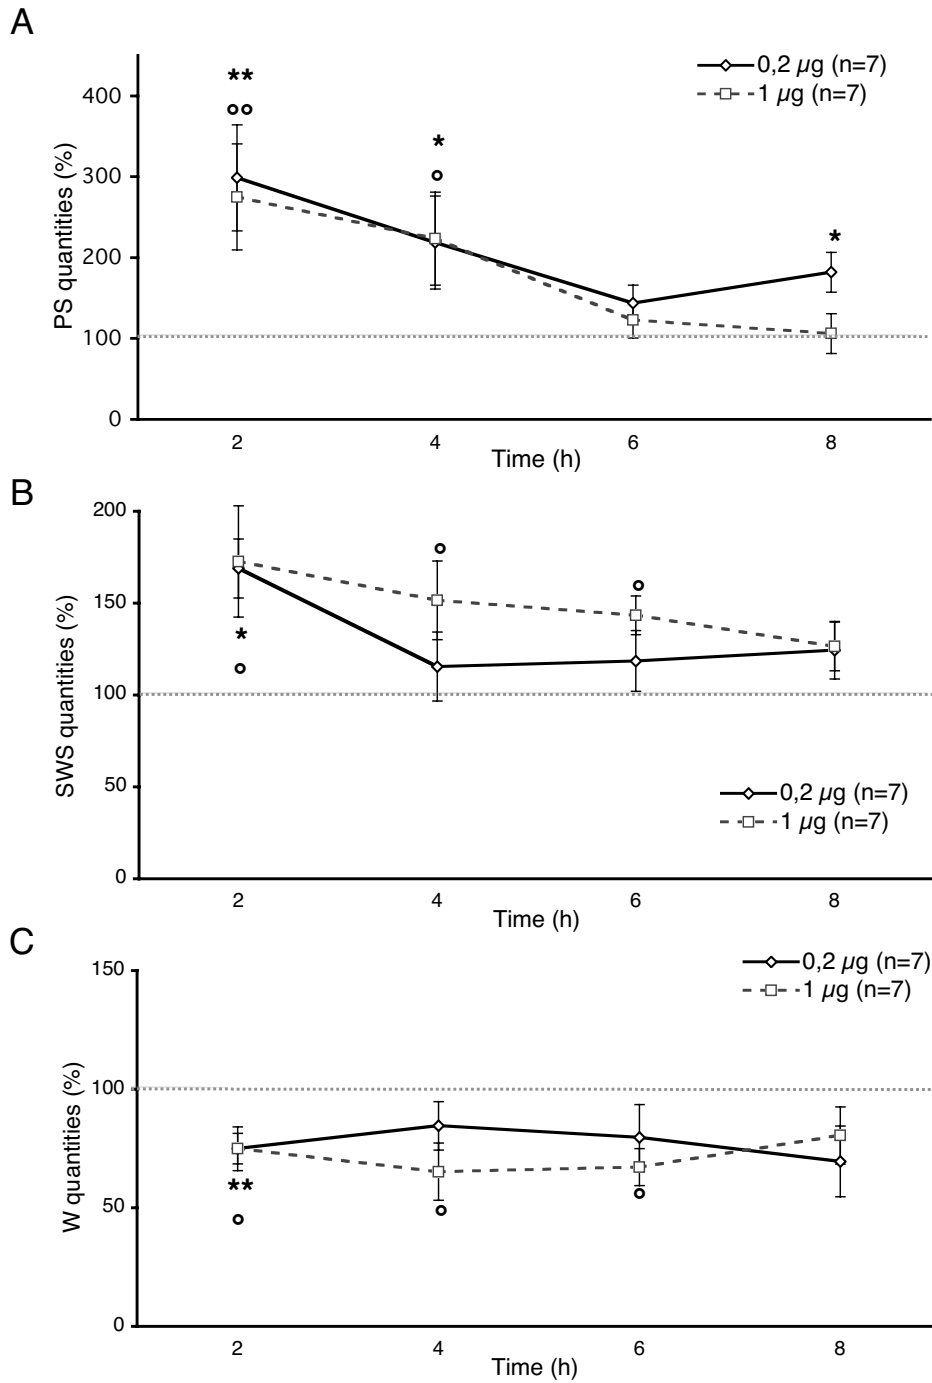 A
0,2 µg (n=7)
1 µg (n=7)
PS quantities (%)
400
300
200
100
0
**
°°
*
°
*
2 4 6 8
Time (h)
B
SWS quantities (%)
200
150
100
50
0
°
°
*
°
0,2 µg (n=7)
1 µg (n=7)
2 4 6 8
Time (h)
C
0,2 µg (n=7)
1 µg (n=7)
W quantities (%)
150
100
50
0
**
°
°
°
2 4 6 8
Time (h)